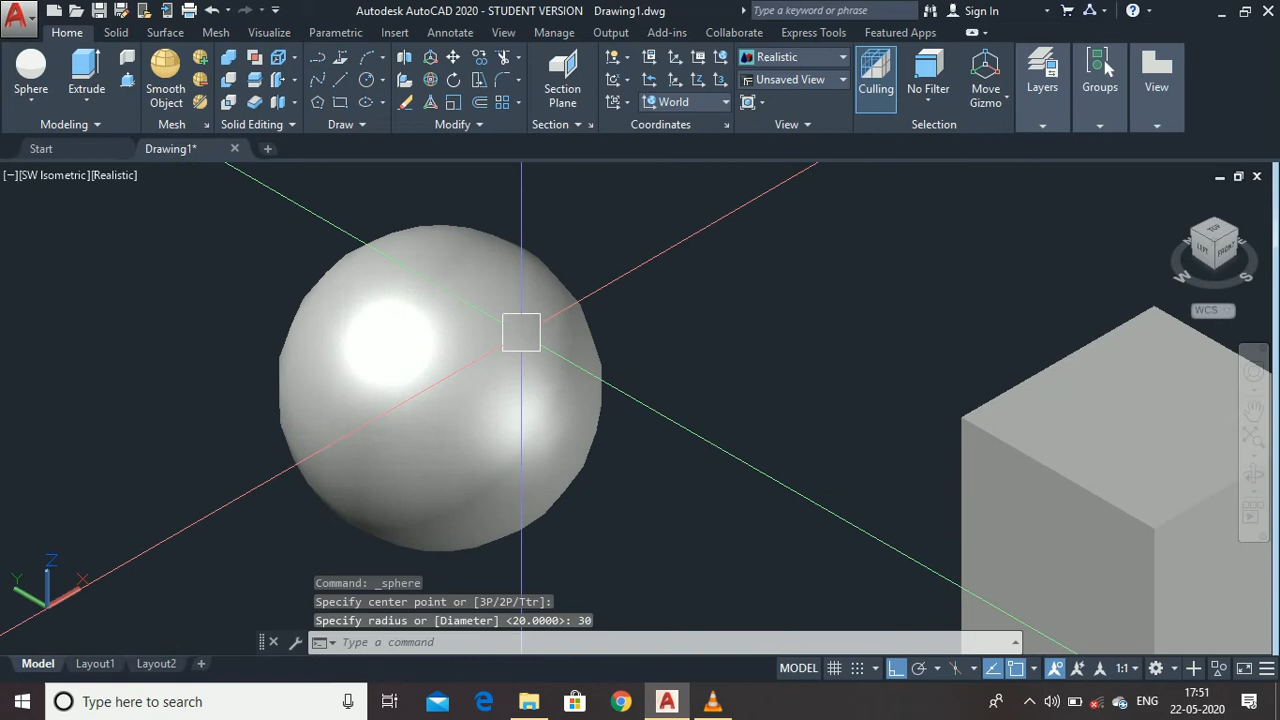 Autodesk AutoCAD 2020 - STUDENT VERSION Drawing1.dwg
Type a keyword or phrase
Sign In
Home Solid Surface Mesh Visualize Parametric Insert Annotate View Manage Output Add-ins Collaborate Express Tools Featured Apps
Sphere
Extrude
Smooth
Object
Section
Plane
World
Realistic
Unsaved View
Culling
No Filter
Move
Gizmo
Layers
Groups
View
Modeling Mesh Solid Editing Draw Modify Section Coordinates View Selection
Start Drawing1*
[−][SW Isometric][Realistic]
TOP
LEFT
FRONT
N
E
W
S
WCS
Z
Y
X
Command: _sphere
Specify center point or [3P/2P/Ttr]:
Specify radius or [Diameter] <20.0000>: 30
Type a command
Model Layout1 Layout2
MODEL
1:1
Type here to search
ENG
17:51
22-05-2020